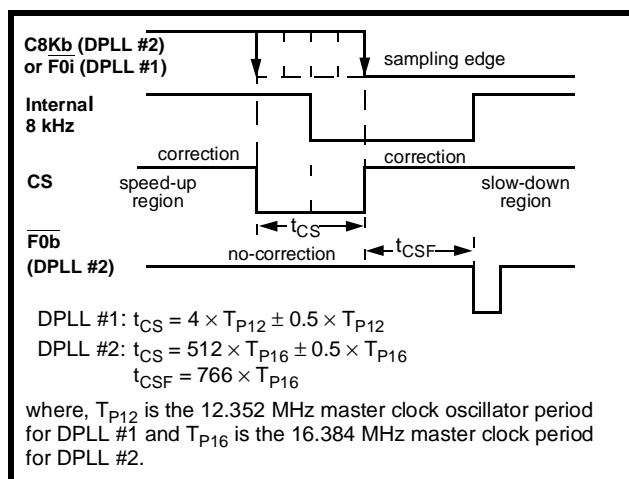 C8Kb (DPLL #2)
or F0i (DPLL #1)
sampling edge
Internal
8 kHz
correction
correction
CS
speed-up
region
slow-down
region
tCS
F0b
(DPLL #2)
no-correction
tCSF
DPLL #1: tCS = 4 × TP12 ± 0.5 × TP12
DPLL #2: tCS = 512 × TP16 ± 0.5 × TP16
tCSF = 766 × TP16
where, TP12 is the 12.352 MHz master clock oscillator period
for DPLL #1 and TP16 is the 16.384 MHz master clock period
for DPLL #2.